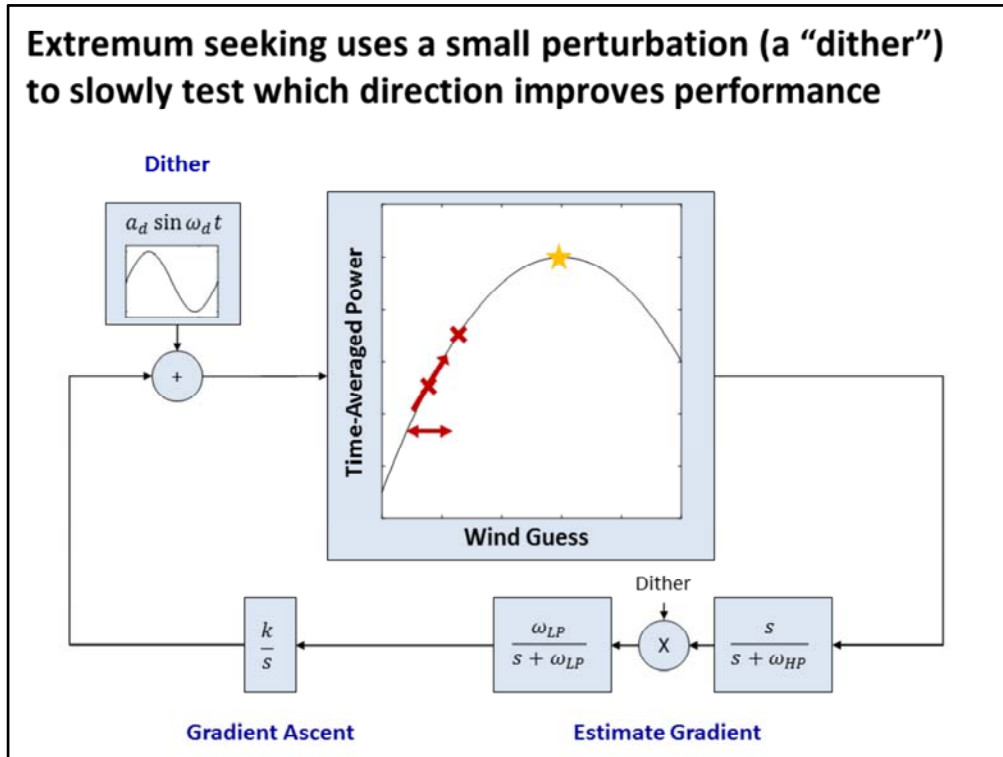 Extremum seeking uses a small perturbation (a “dither”)
to slowly test which direction improves performance
Dither
a_d sin ω_d t
+
Time-Averaged Power
Wind Guess
Dither
k/s
ω_LP/(s + ω_LP)
X
s/(s + ω_HP)
Gradient Ascent
Estimate Gradient